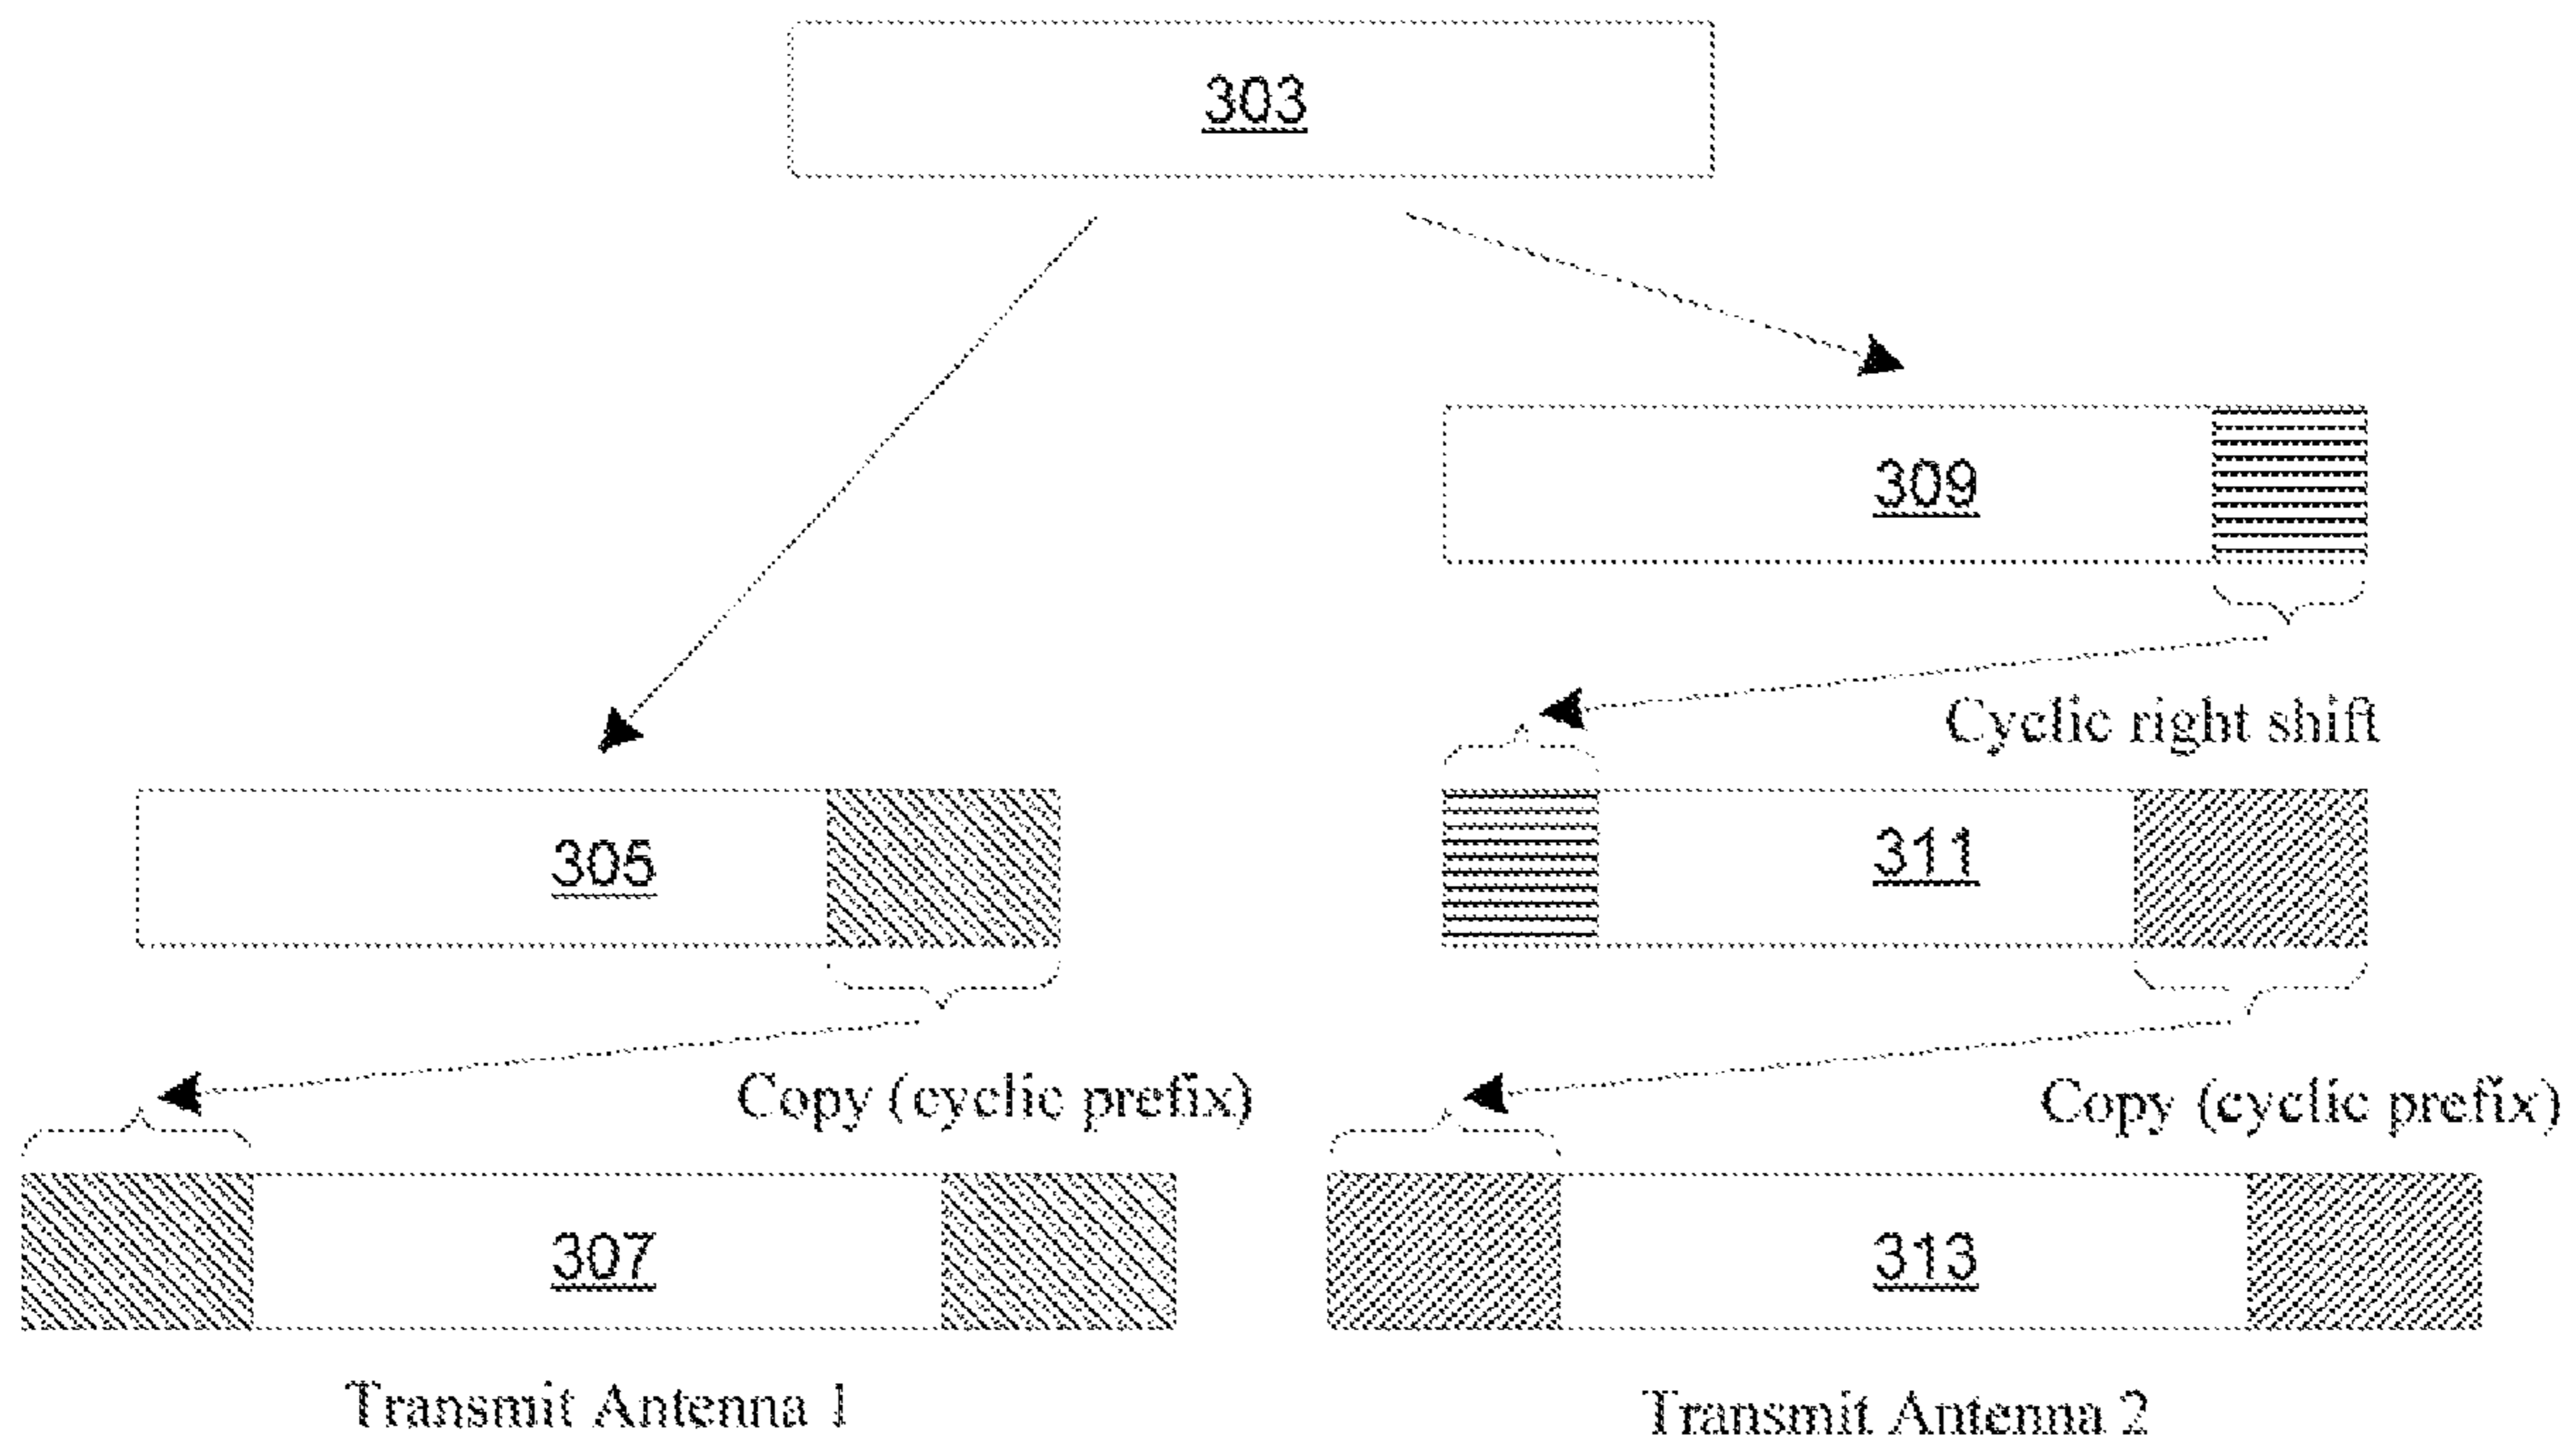 303
309
Cyclic right shift
305
311
Copy (cyclic prefix)
Copy (cyclic prefix)
307
313
Transmit Antenna 1
Transmit Antenna 2